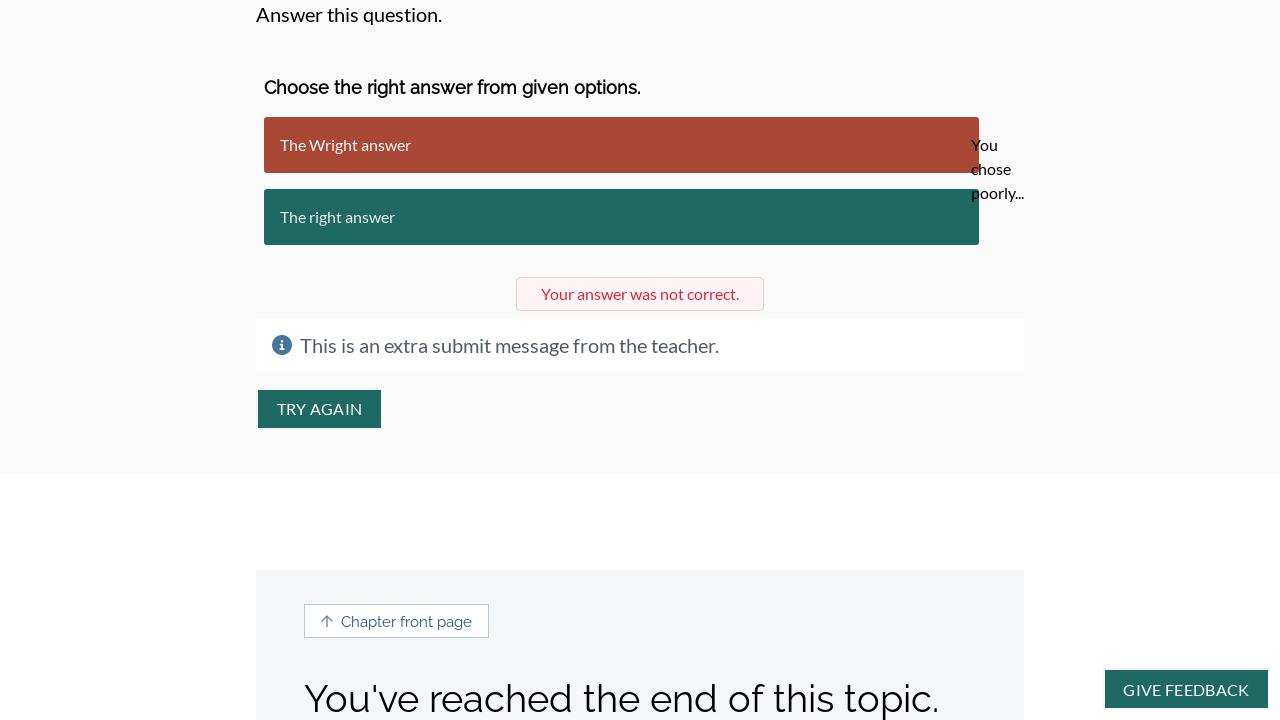 Answer this question.
Choose the right answer from given options.
The Wright answer
You
chose
poorly...
The right answer
Your answer was not correct.
This is an extra submit message from the teacher.
TRY AGAIN
Chapter front page
You've reached the end of this topic.
GIVE FEEDBACK